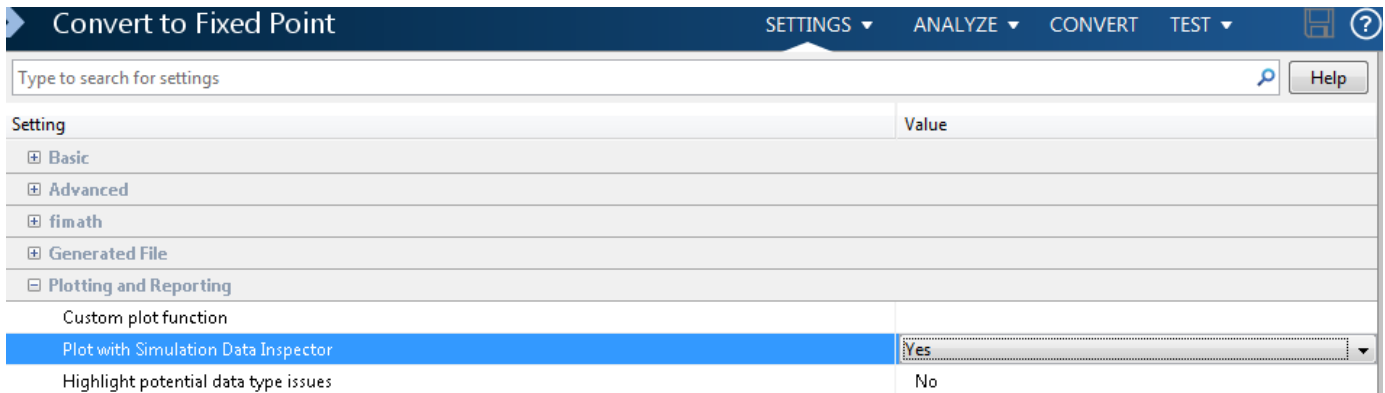 Convert to Fixed Point SETTINGS ANALYZE CONVERT TEST ?
Type to search for settings Help
Setting Value
Basic
Advanced
fimath
Generated File
Plotting and Reporting
Custom plot function
Plot with Simulation Data Inspector Yes
Highlight potential data type issues No